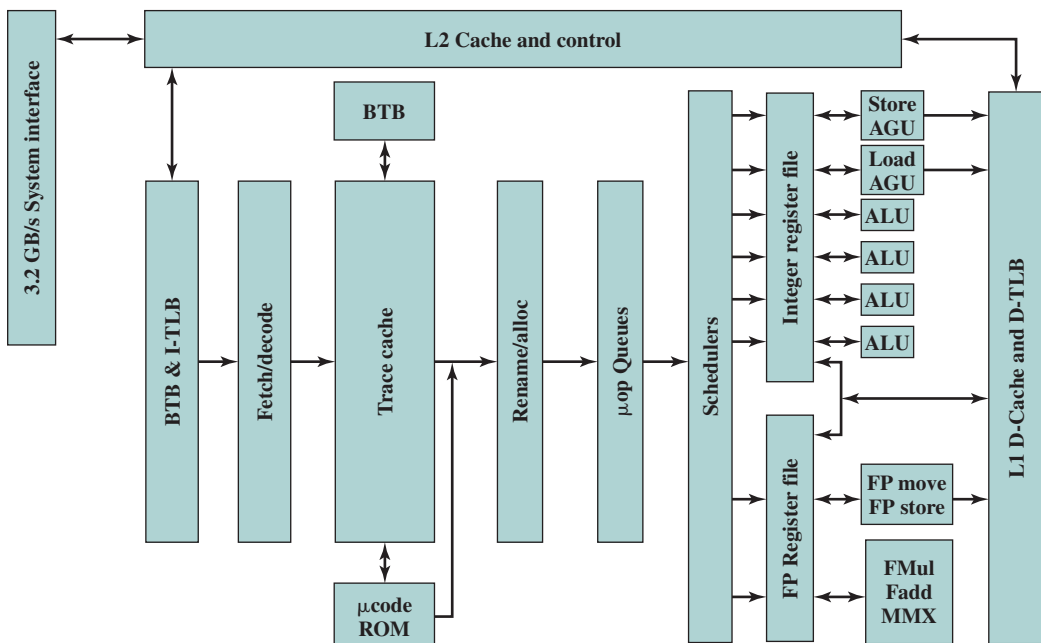 3.2 GB/s System interface
L2 Cache and control
BTB
BTB & I-TLB
Fetch/decode
Trace cache
μcode
ROM
Rename/alloc
μop Queues
Schedulers
Integer register file
FP Register file
Store
AGU
Load
AGU
ALU
ALU
ALU
ALU
FP move
FP store
FMul
Fadd
MMX
L1 D-Cache and D-TLB